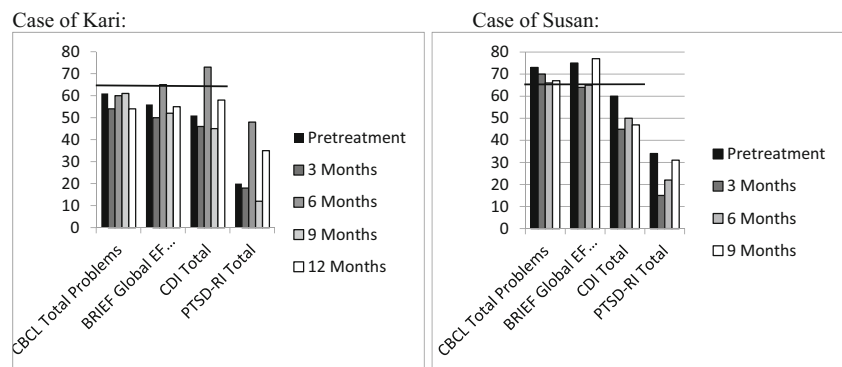 Case of Kari:
80
70
60
50
40
30
20
10
0
CBCL Total Problems
BRIEF Global EF...
CDI Total
PTSD-RI Total
Pretreatment
3 Months
6 Months
9 Months
12 Months
Case of Susan:
80
70
60
50
40
30
20
10
0
CBCL Total Problems
BRIEF Global EF...
CDI Total
PTSD-RI Total
Pretreatment
3 Months
6 Months
9 Months